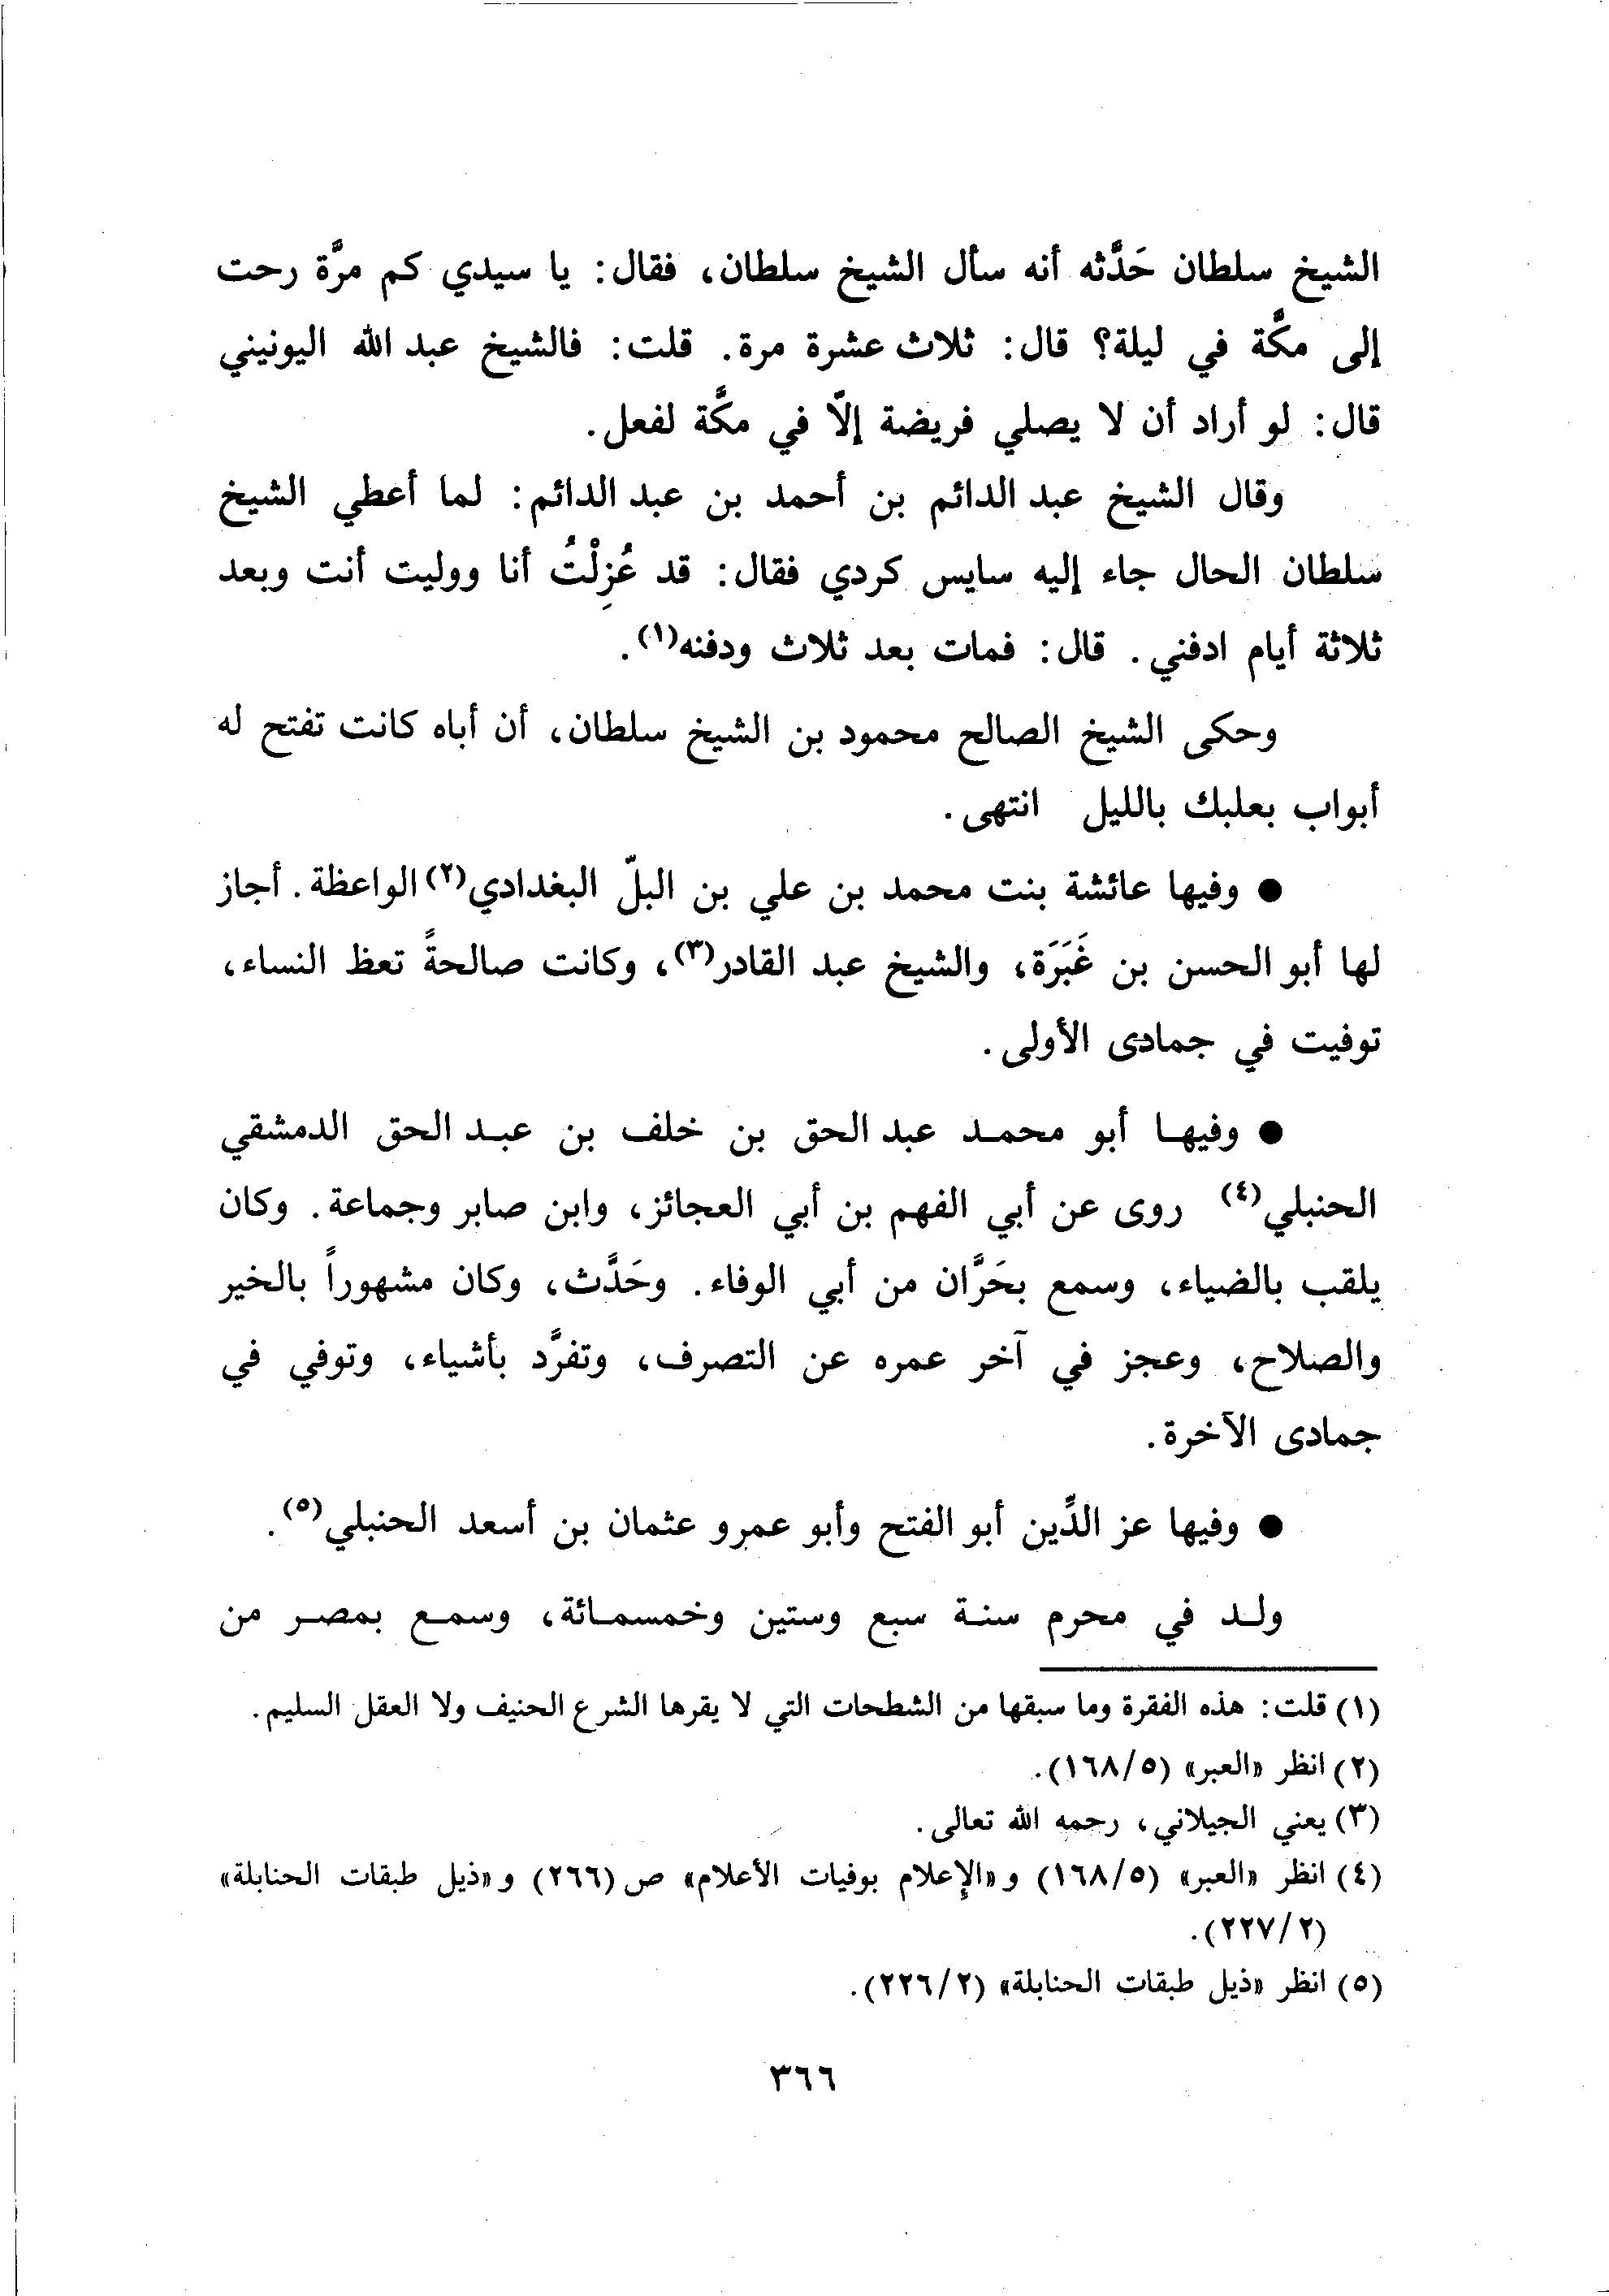 الشيخ سلطان حَدَّثه أنه سأل الشيخ سلطان، فقال: يا سيدي كم مرَّة رحت
إلى مكَّة في ليلة؟ قال: ثلاث عشرة مرة. قلت: فالشيخ عبد الله اليونيني
قال: لو أراد أن لا يصلي فريضة إلّا في مكَّة لفعل.
وقال الشيخ عبد الدائم بن أحمد بن عبد الدائم: لما أعطي الشيخ
سلطان الحال جاء إليه سايس كردي فقال: قد عُزِلْتُ أنا ووليت أنت وبعد
ثلاثة أيام ادفني. قال: فمات بعد ثلاث ودفنه(١).
وحكى الشيخ الصالح محمود بن الشيخ سلطان، أن أباه كانت تفتح له
أبواب بعلبك بالليل انتهى.
● وفيها عائشة بنت محمد بن علي بن البلّ البغدادي(٢) الواعظة. أجاز
لها أبو الحسن بن غَبَرَة، والشيخ عبد القادر(٣)، وكانت صالحةً تعظ النساء،
توفيت في جمادى الأولى.
● وفيها أبو محمد عبد الحق بن خلف بن عبد الحق الدمشقي
الحنبلي(٤) روى عن أبي الفهم بن أبي العجائز، وابن صابر وجماعة. وكان
يلقب بالضياء، وسمع بحَرَّان من أبي الوفاء. وحَدَّث، وكان مشهوراً بالخير
والصلاح، وعجز في آخر عمره عن التصرف، وتفرَّد بأشياء، وتوفي في
جمادى الآخرة.
● وفيها عز الدِّين أبو الفتح وأبو عمرو عثمان بن أسعد الحنبلي(٥).
ولد في محرم سنة سبع وستين وخمسمائة، وسمع بمصر من
(١) قلت: هذه الفقرة وما سبقها من الشطحات التي لا يقرها الشرع الحنيف ولا العقل السليم.
(٢) انظر «العبر» (١٦٨/٥).
(٣) يعني الجيلاني، رحمه الله تعالى.
(٤) انظر «العبر» (١٦٨/٥) و«الإعلام بوفيات الأعلام» ص (٢٦٦) و«ذيل طبقات الحنابلة»
(٢٢٧/٢).
(٥) انظر «ذيل طبقات الحنابلة» (٢٢٦/٢).
٣٦٦